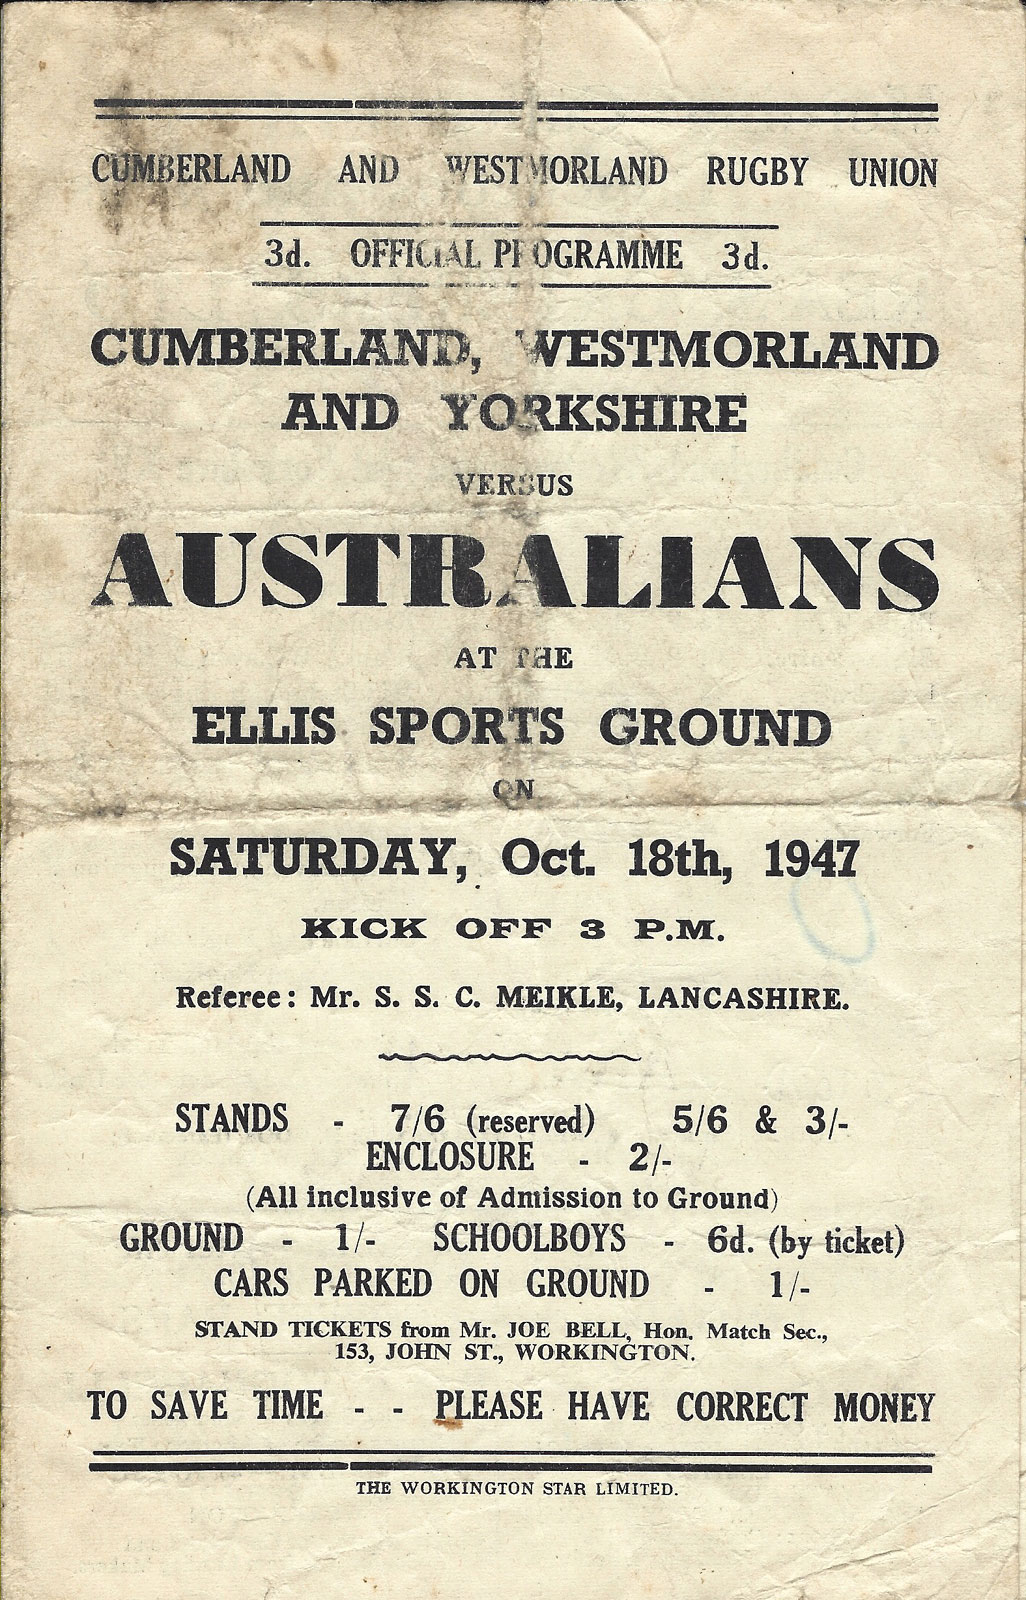 CUMBERLAND AND WESTMORLAND RUGBY UNION
3d. OFFICIAL PROGRAMME 3d.
CUMBERLAND, WESTMORLAND
AND YORKSHIRE
VERSUS
AUSTRALIANS
AT THE
ELLIS SPORTS GROUND
ON
SATURDAY, Oct. 18th, 1947
KICK OFF 3 P.M.
Referee: Mr. S. S. C. MEIKLE, LANCASHIRE.
STANDS - 7/6 (reserved) 5/6 & 3/-
ENCLOSURE - 2/-
(All inclusive of Admission to Ground)
GROUND - 1/- SCHOOLBOYS - 6d. (by ticket)
CARS PARKED ON GROUND - 1/-
STAND TICKETS from Mr. JOE BELL, Hon. Match Sec.,
153, JOHN ST., WORKINGTON.
TO SAVE TIME - - PLEASE HAVE CORRECT MONEY
THE WORKINGTON STAR LIMITED.